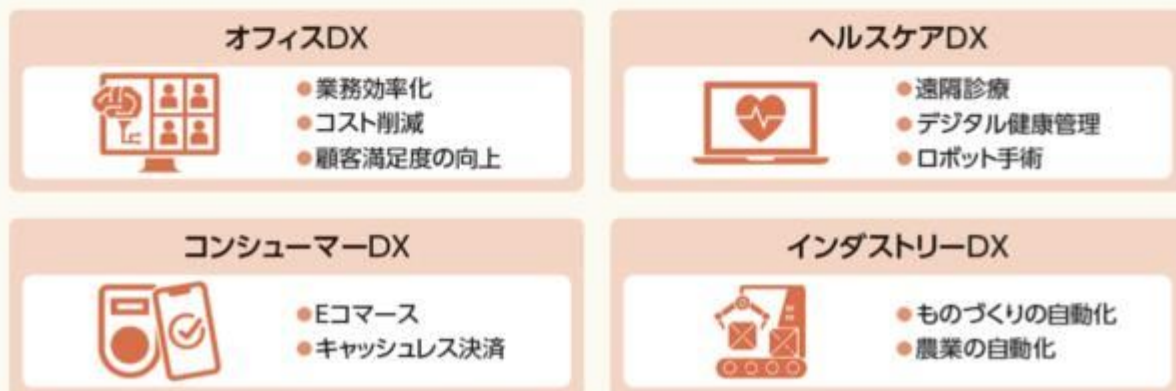 オフィスDX
●業務効率化
●コスト削減
●顧客満足度の向上
ヘルスケアDX
●遠隔診療
●デジタル健康管理
●ロボット手術
コンシューマーDX
●Eコマース
●キャッシュレス決済
インダストリーDX
●ものづくりの自動化
●農業の自動化